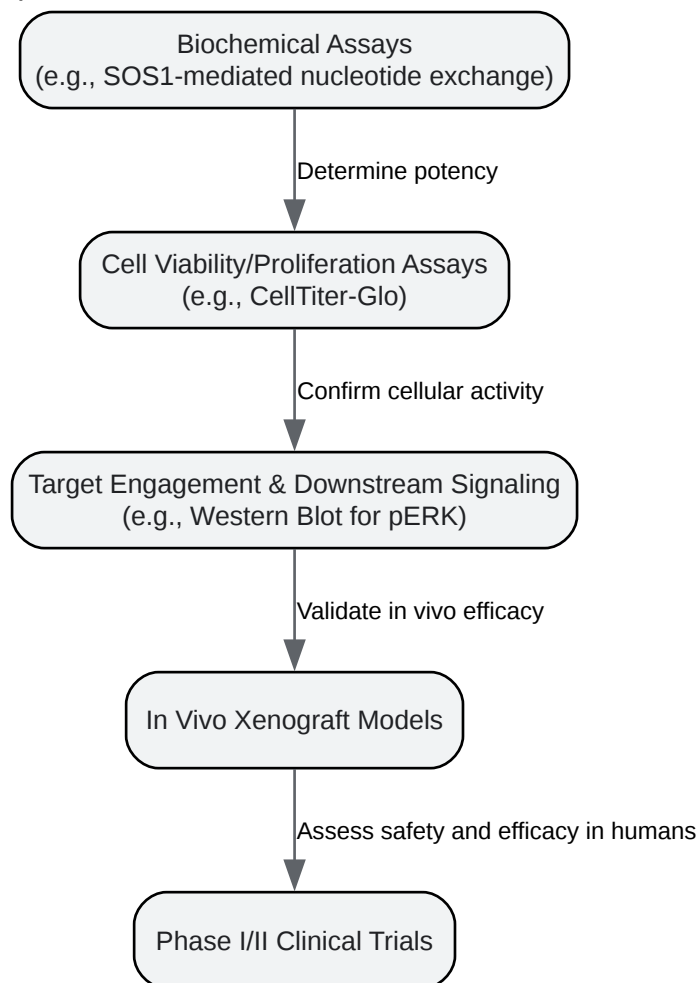 Biochemical Assays
(e.g., SOS1-mediated nucleotide exchange)
Determine potency
Cell Viability/Proliferation Assays
(e.g., CellTiter-Glo)
Confirm cellular activity
Target Engagement & Downstream Signaling
(e.g., Western Blot for pERK)
Validate in vivo efficacy
In Vivo Xenograft Models
Assess safety and efficacy in humans
Phase I/II Clinical Trials